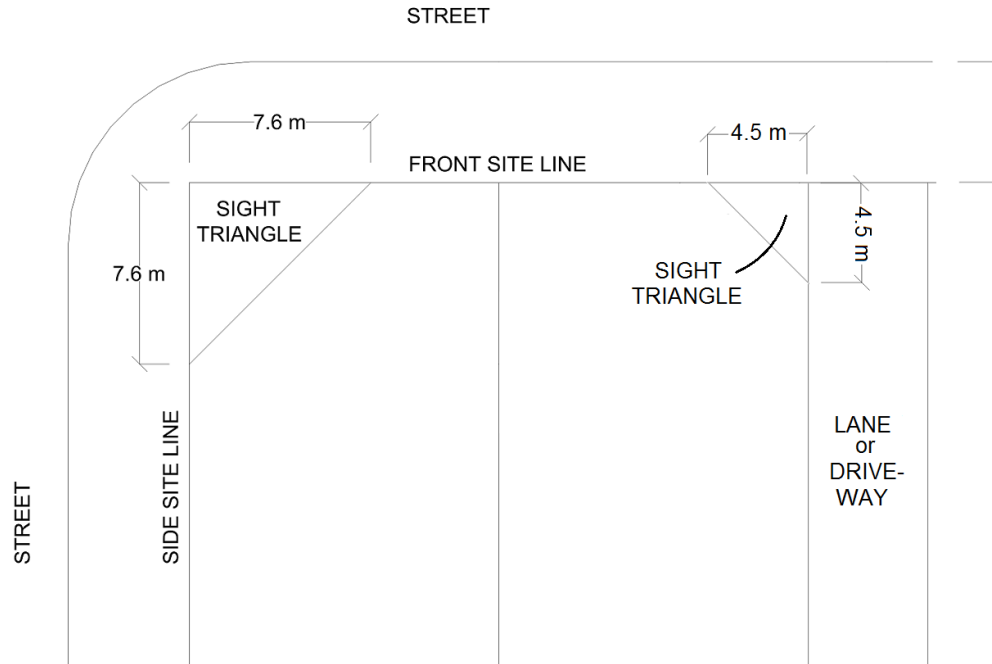 STREET
7.6 m
4.5 m
FRONT SITE LINE
SIGHT
TRIANGLE
4.5 m
7.6 m
SIGHT
TRIANGLE
SIDE SITE LINE
LANE
or
DRIVE-
WAY
STREET